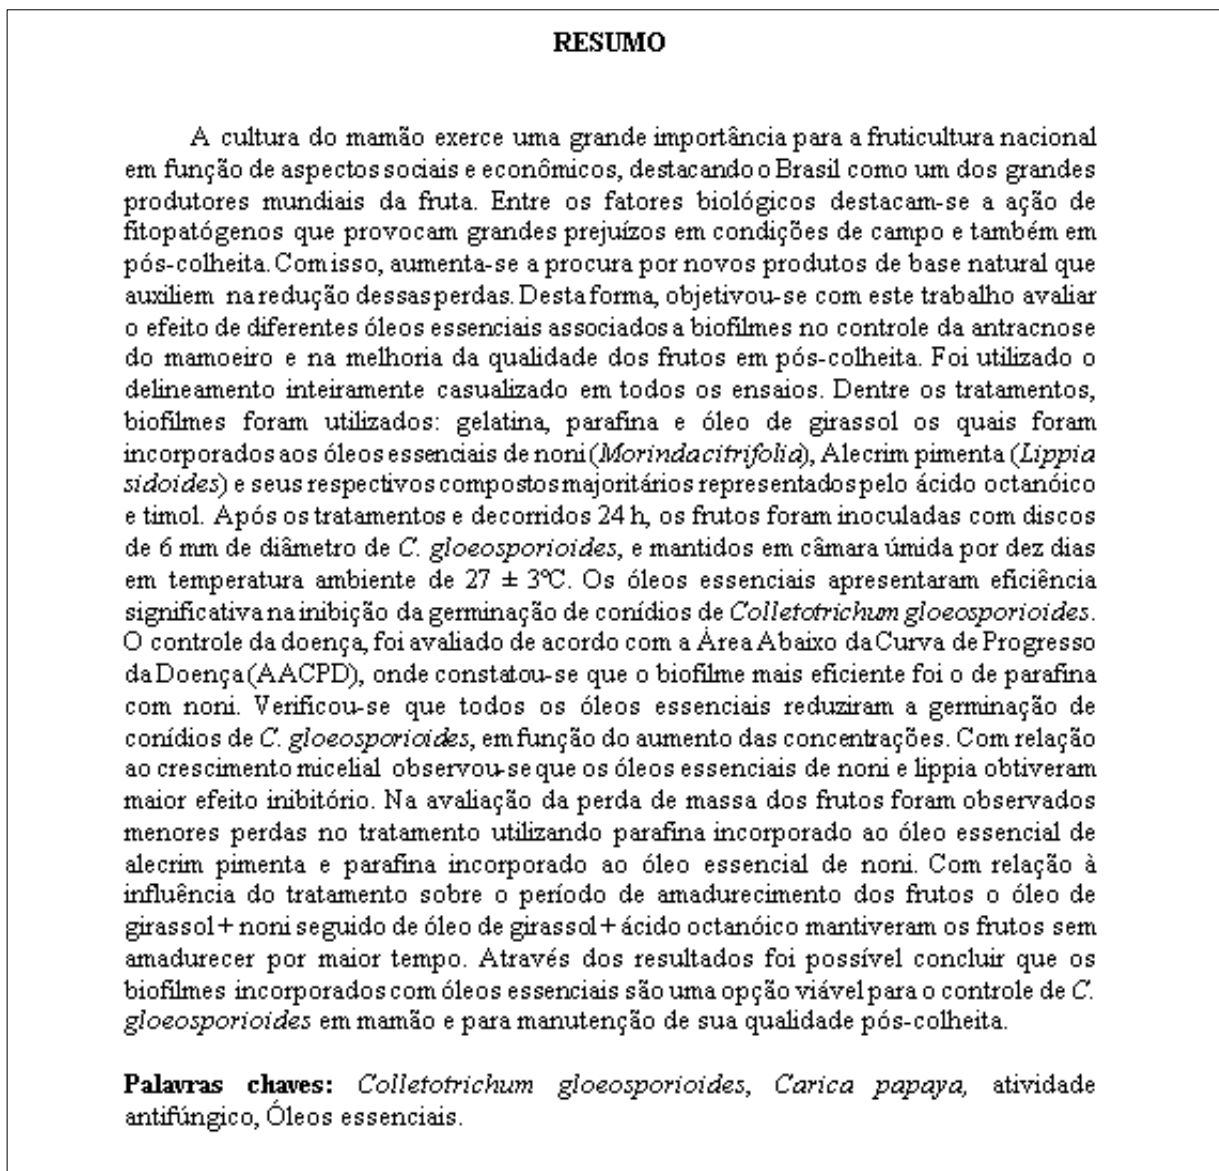 RESUMO
A cultura do mamão exerce uma grande importância para a fruticultura nacional
em função de aspectos sociais e econômicos, destacando o Brasil como um dos grandes
produtores mundiais da fruta. Entre os fatores biológicos destacam-se a ação de
fitopatógenos que provocam grandes prejuízos em condições de campo e também em
pós-colheita. Com isso, aumenta-se a procura por novos produtos de base natural que
auxiliem na redução dessas perdas. Desta forma, objetivou-se com este trabalho avaliar
o efeito de diferentes óleos essenciais associados a biofilmes no controle da antracnose
do mamoeiro e na melhoria da qualidade dos frutos em pós-colheita. Foi utilizado o
delineamento inteiramente casualizado em todos os ensaios. Dentre os tratamentos,
biofilmes foram utilizados: gelatina, parafina e óleo de girassol os quais foram
incorporados aos óleos essenciais de noni (Morinda citrifolia), Alecrim pimenta (Lippia
sidoides) e seus respectivos compostos majoritários representados pelo ácido octanóico
e timol. Após os tratamentos e decorridos 24 h, os frutos foram inoculadas com discos
de 6 mm de diâmetro de C. gloeosporioides, e mantidos em câmara úmida por dez dias
em temperatura ambiente de 27 ± 3ºC. Os óleos essenciais apresentaram eficiência
significativa na inibição da germinação de conídios de Colletotrichum gloeosporioides.
O controle da doença, foi avaliado de acordo com a Área Abaixo da Curva de Progresso
da Doença (AACPD), onde constatou-se que o biofilme mais eficiente foi o de parafina
com noni. Verificou-se que todos os óleos essenciais reduziram a germinação de
conídios de C. gloeosporioides, em função do aumento das concentrações. Com relação
ao crescimento micelial observou-se que os óleos essenciais de noni e lippia obtiveram
maior efeito inibitório. Na avaliação da perda de massa dos frutos foram observados
menores perdas no tratamento utilizando parafina incorporado ao óleo essencial de
alecrim pimenta e parafina incorporado ao óleo essencial de noni. Com relação à
influência do tratamento sobre o período de amadurecimento dos frutos o óleo de
girassol + noni seguido de óleo de girassol + ácido octanóico mantiveram os frutos sem
amadurecer por maior tempo. Através dos resultados foi possível concluir que os
biofilmes incorporados com óleos essenciais são uma opção viável para o controle de C.
gloeosporioides em mamão e para manutenção de sua qualidade pós-colheita.
Palavras chaves: Colletotrichum gloeosporioides, Carica papaya, atividade
antifúngico, Óleos essenciais.